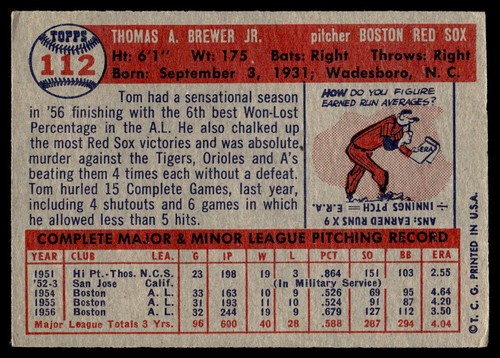 TOPPS
112
THOMAS A. BREWER JR. pitcher BOSTON RED SOX
Ht: 6'1" Wt: 175 Bats: Right Throws: Right
Born: September 3, 1931; Wadesboro, N. C.
Tom had a sensational season
in '56 finishing with the 6th best Won-Lost
Percentage in the A.L. He also chalked up
the most Red Sox victories and was absolute,
murder against the Tigers, Orioles and A's
beating them 4 times each without a defeat.
Tom hurled 15 Complete Games, last year,
including 4 shutouts and 6 games in which
he allowed less than 5 hits.
HOW DO YOU FIGURE
EARNED RUN AVERAGES?
ERA
ANS: EARNED RUNS X 9
÷ INNINGS PITCH = E.R.A.
COMPLETE MAJOR & MINOR LEAGUE PITCHING RECORD
YEAR CLUB LEA. G IP W L PCT. SO BB ERA
1951 Hi Pt.-Thos. N.C.S. 23 198 19 3 .864 151 103 2.55
'52-3 San Jose Calif. (In Military Service)
1954 Boston A. L. 33 163 10 9 .526 69 95 4.64
1955 Boston A. L. 31 193 11 10 .524 91 87 4.20
1956 Boston A. L. 32 244 19 9 .679 127 112 3.50
Major League Totals 3 Yrs. 96 600 40 28 .588 287 294 4.04
© T. C. G. PRINTED IN U.S.A.